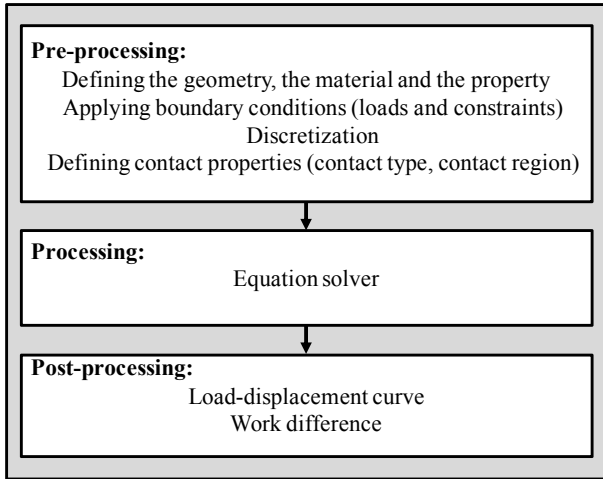 Pre-processing:
Defining the geometry, the material and the property
Applying boundary conditions (loads and constraints)
Discretization
Defining contact properties (contact type, contact region)
Processing:
Equation solver
Post-processing:
Load-displacement curve
Work difference